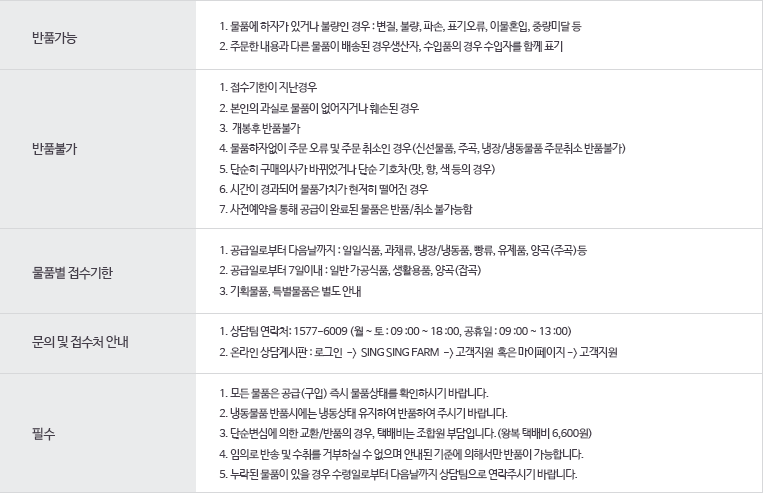 반품가능
1. 물품에 하자가 있거나 불량인 경우 : 변질, 불량, 파손, 표기오류, 이물혼입, 중량미달 등
2. 주문한 내용과 다른 물품이 배송된 경우생산자, 수입품의 경우 수입자를 함께 표기
반품불가
1. 접수기한이 지난경우
2. 본인의 과실로 물품이 없어지거나 훼손된 경우
3. 개봉후 반품불가
4. 물품하자없이 주문 오류 및 주문 취소인 경우(신선물품, 주곡, 냉장/냉동물품 주문취소 반품불가)
5. 단순히 구매의사가 바뀌었거나 단순 기호차(맛, 향, 색 등의 경우)
6. 시간이 경과되어 물품가치가 현저히 떨어진 경우
7. 사전예약을 통해 공급이 완료된 물품은 반품/취소 불가능함
물품별 접수기한
1. 공급일로부터 다음날까지 : 일일식품, 과채류, 냉장/냉동품, 빵류, 유제품, 양곡(주곡)등
2. 공급일로부터 7일이내 : 일반 가공식품, 생활용품, 양곡(잡곡)
3. 기획물품, 특별물품은 별도 안내
문의 및 접수처 안내
1. 상담팀 연락처: 1577-6009 (월 ~ 토 : 09 :00 ~ 18 :00, 공휴일 : 09 :00 ~ 13 :00)
2. 온라인 상담게시판 : 로그인 -> SING SING FARM -> 고객지원 혹은 마이페이지 -> 고객지원
필수
1. 모든 물품은 공급(구입) 즉시 물품상태를 확인하시기 바랍니다.
2. 냉동물품 반품시에는 냉동상태 유지하여 반품하여 주시기 바랍니다.
3. 단순변심에 의한 교환/반품의 경우, 택배비는 조합원 부담입니다. (왕복 택배비 6,600원)
4. 임의로 반송 및 수취를 거부하실 수 없으며 안내된 기준에 의해서만 반품이 가능합니다.
5. 누락된 물품이 있을 경우 수령일로부터 다음날까지 상담팀으로 연락주시기 바랍니다.